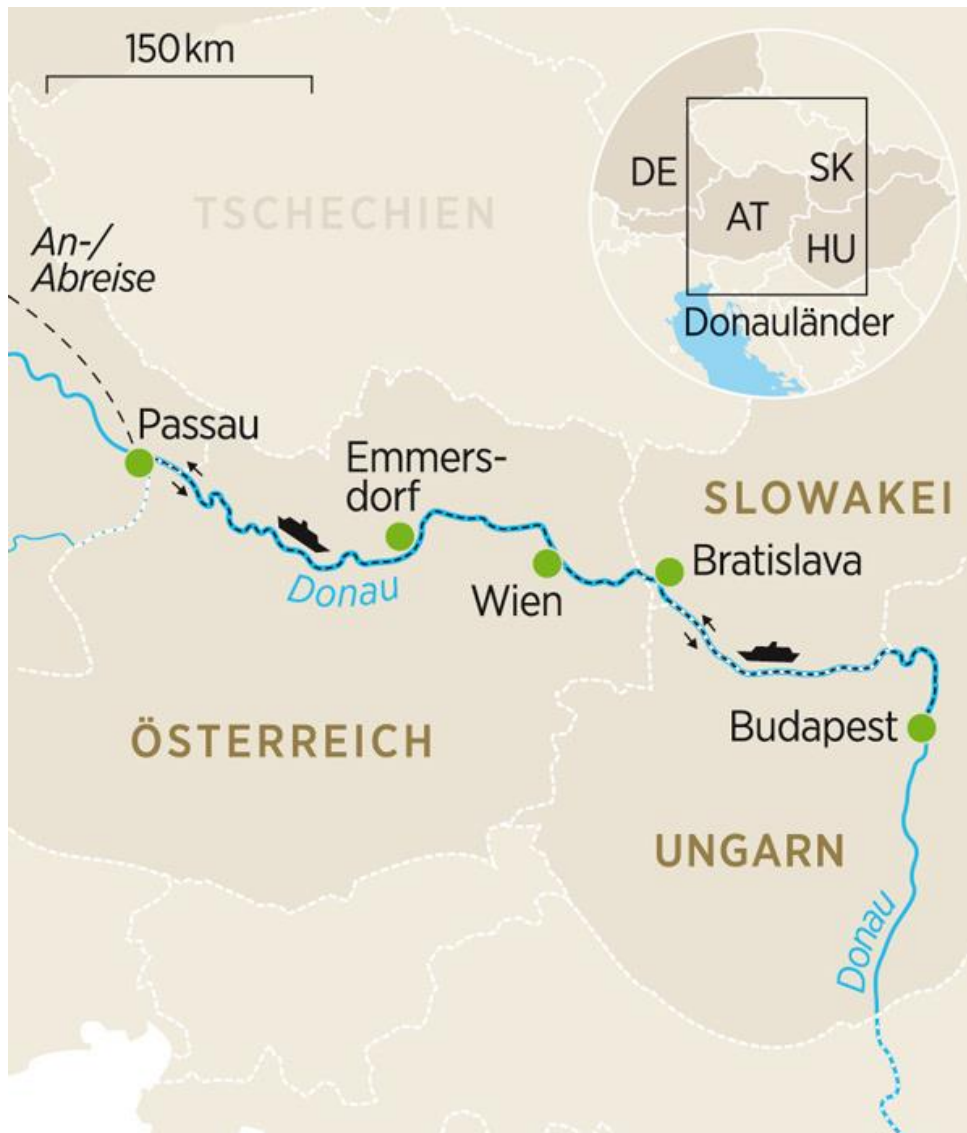 150 km
DE
SK
AT
HU
Donauländer
TSCHECHIEN
An-/
Abreise
Passau
Emmers-
dorf
Donau
Wien
SLOWAKEI
Bratislava
ÖSTERREICH
Budapest
UNGARN
Donau